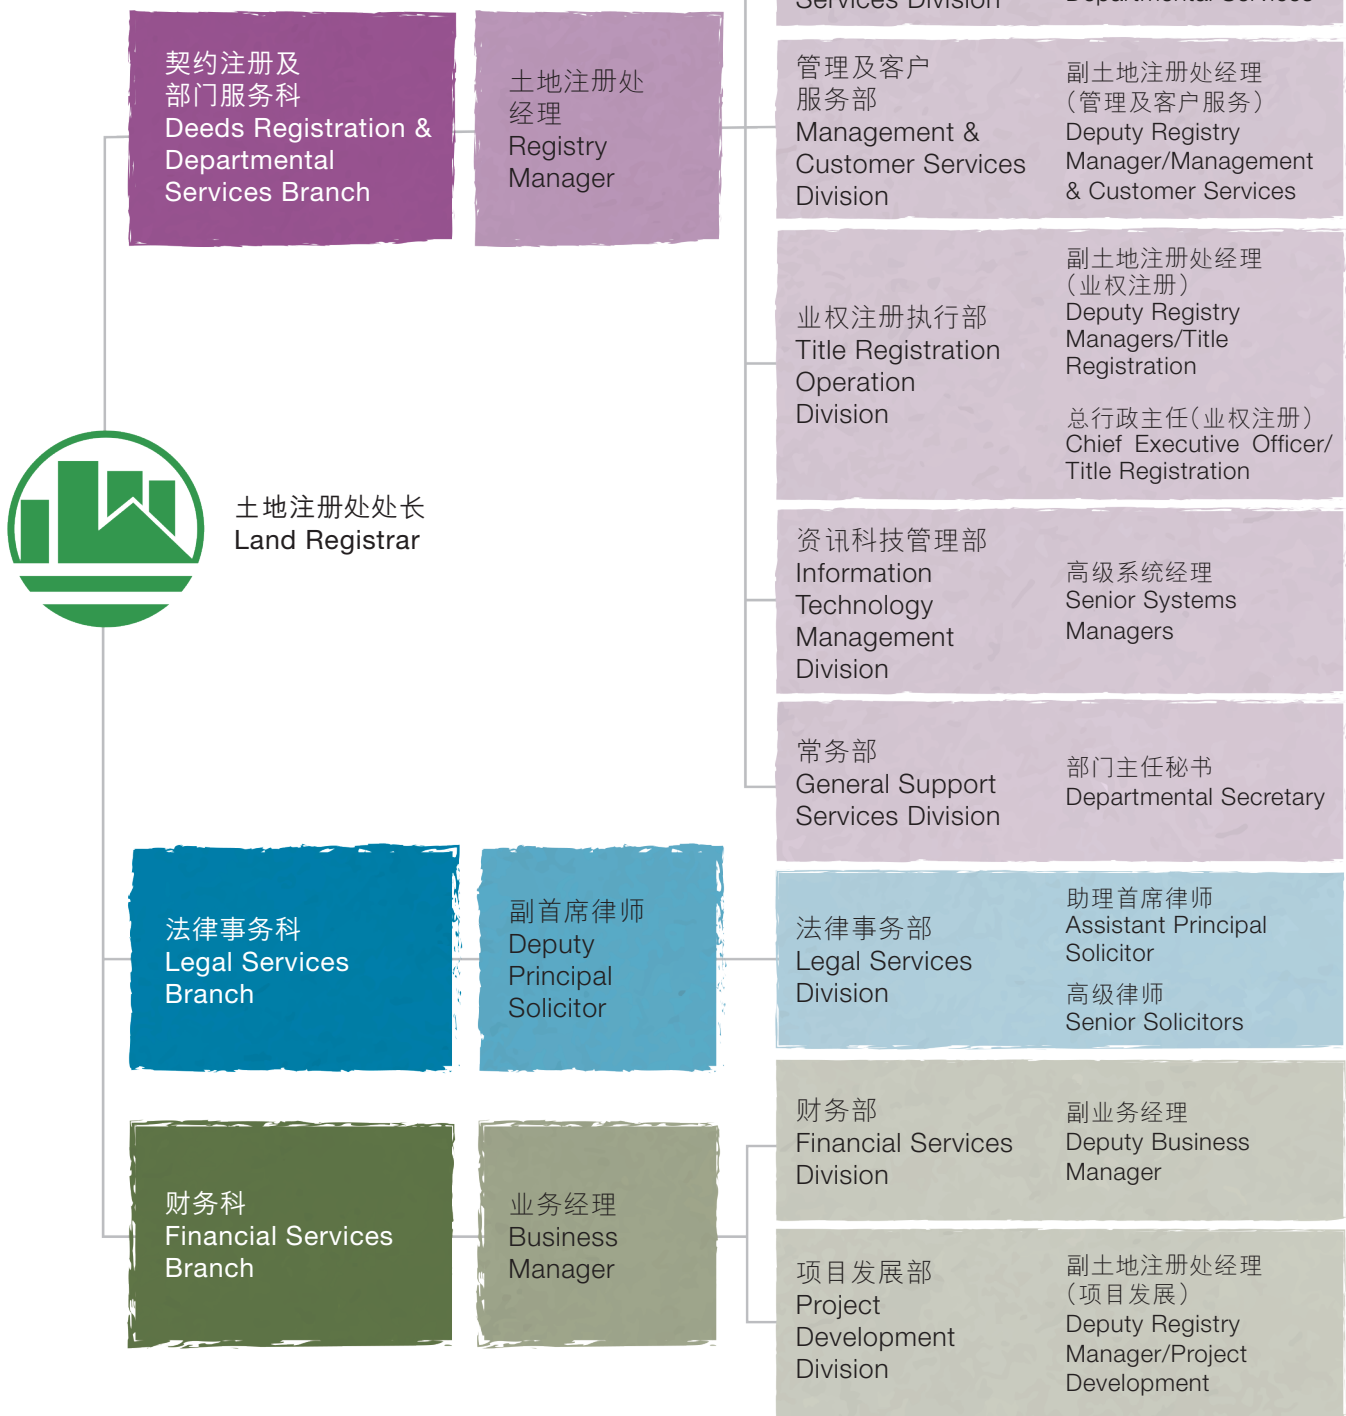 Services Division
Departmental Services
契约注册及
部门服务科
Deeds Registration &
Departmental
Services Branch
土地注册处
经理
Registry
Manager
管理及客户
服务部
Management &
Customer Services
Division
副土地注册处经理
（管理及客户服务）
Deputy Registry
Manager/Management
& Customer Services
业权注册执行部
Title Registration
Operation
Division
副土地注册处经理
（业权注册）
Deputy Registry
Managers/Title
Registration
总行政主任（业权注册）
Chief Executive Officer/
Title Registration
土地注册处处长
Land Registrar
资讯科技管理部
Information
Technology
Management
Division
高级系统经理
Senior Systems
Managers
常务部
General Support
Services Division
部门主任秘书
Departmental Secretary
法律事务科
Legal Services
Branch
副首席律师
Deputy
Principal
Solicitor
法律事务部
Legal Services
Division
助理首席律师
Assistant Principal
Solicitor
高级律师
Senior Solicitors
财务科
Financial Services
Branch
业务经理
Business
Manager
财务部
Financial Services
Division
副业务经理
Deputy Business
Manager
项目发展部
Project
Development
Division
副土地注册处经理
（项目发展）
Deputy Registry
Manager/Project
Development